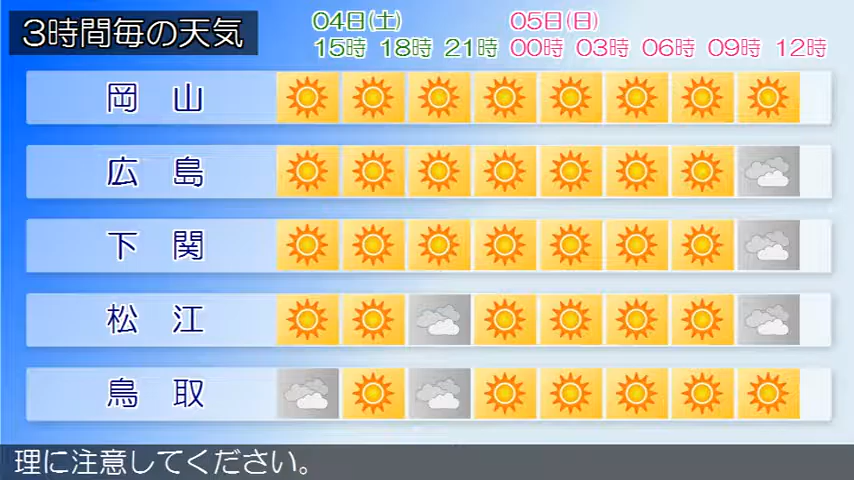 3時間毎の天気
04日(土) 05日(日)
15時 18時 21時 00時 03時 06時 09時 12時
岡 山
広 島
下 関
松 江
鳥 取
理に注意してください。